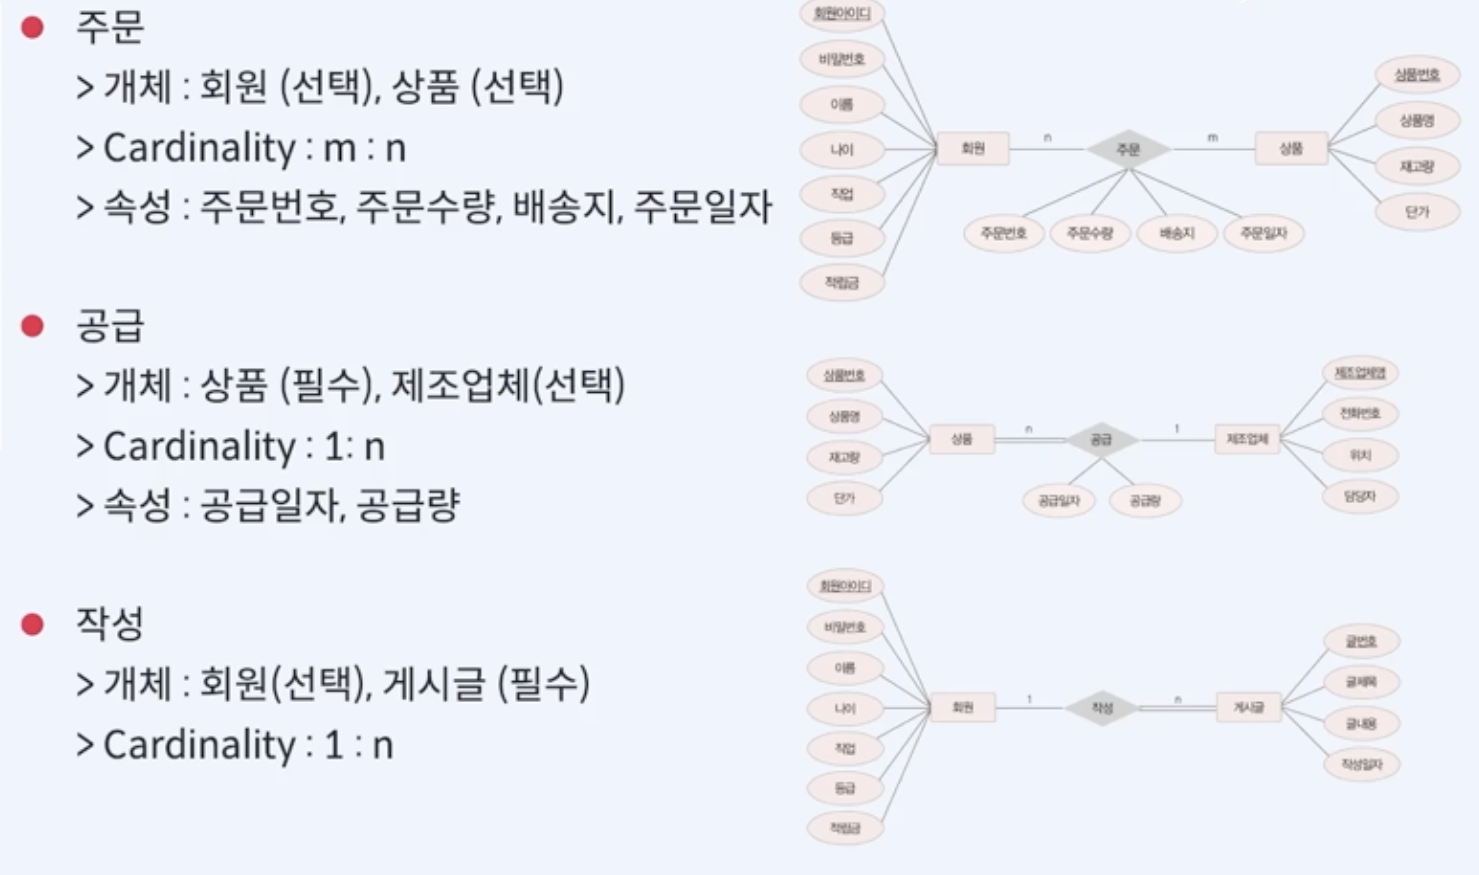 주문
> 개체 : 회원 (선택), 상품 (선택)
> Cardinality : m : n
> 속성 : 주문번호, 주문수량, 배송지, 주문일자
회원아이디
비밀번호
이름
나이
직업
등급
적립금
회원
n
주문
m
상품
상품번호
상품명
재고량
단가
주문번호
주문수량
배송지
주문일자
공급
> 개체 : 상품 (필수), 제조업체(선택)
> Cardinality : 1: n
> 속성 : 공급일자, 공급량
상품번호
상품명
재고량
단가
상품
n
공급
1
제조업체
제조업체명
전화번호
위치
담당자
공급일자
공급량
작성
> 개체 : 회원(선택), 게시글 (필수)
> Cardinality : 1 : n
회원아이디
비밀번호
이름
나이
직업
등급
적립금
회원
1
작성
n
게시글
글번호
글제목
글내용
작성일자